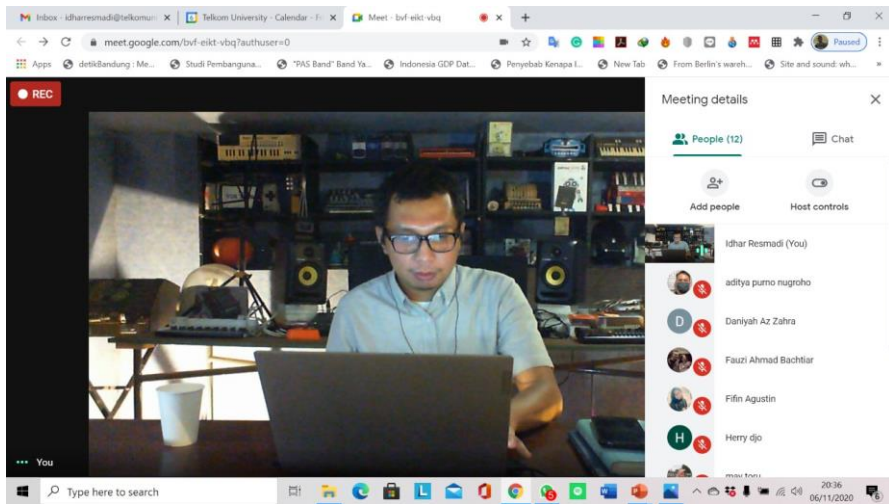 Inbox - idharresmadi@telkomuni
Telkom University - Calendar - F
Meet - bvf-eikt-vbq
meet.google.com/bvf-eikt-vbq?authuser=0
Paused
Apps
detikBandung : Me...
Studi Pembanguna...
"PAS Band" Band Ya...
Indonesia GDP Dat...
Penyebab Kenapa I...
New Tab
From Berlin's wareh...
Site and sound: wh...
REC
Meeting details
People (12)
Chat
Add people
Host controls
Idhar Resmadi (You)
aditya purno nugroho
D
Daniyah Az Zahra
Fauzi Ahmad Bachtiar
Fifin Agustin
H
Herry djo
You
Type here to search
20:36
06/11/2020